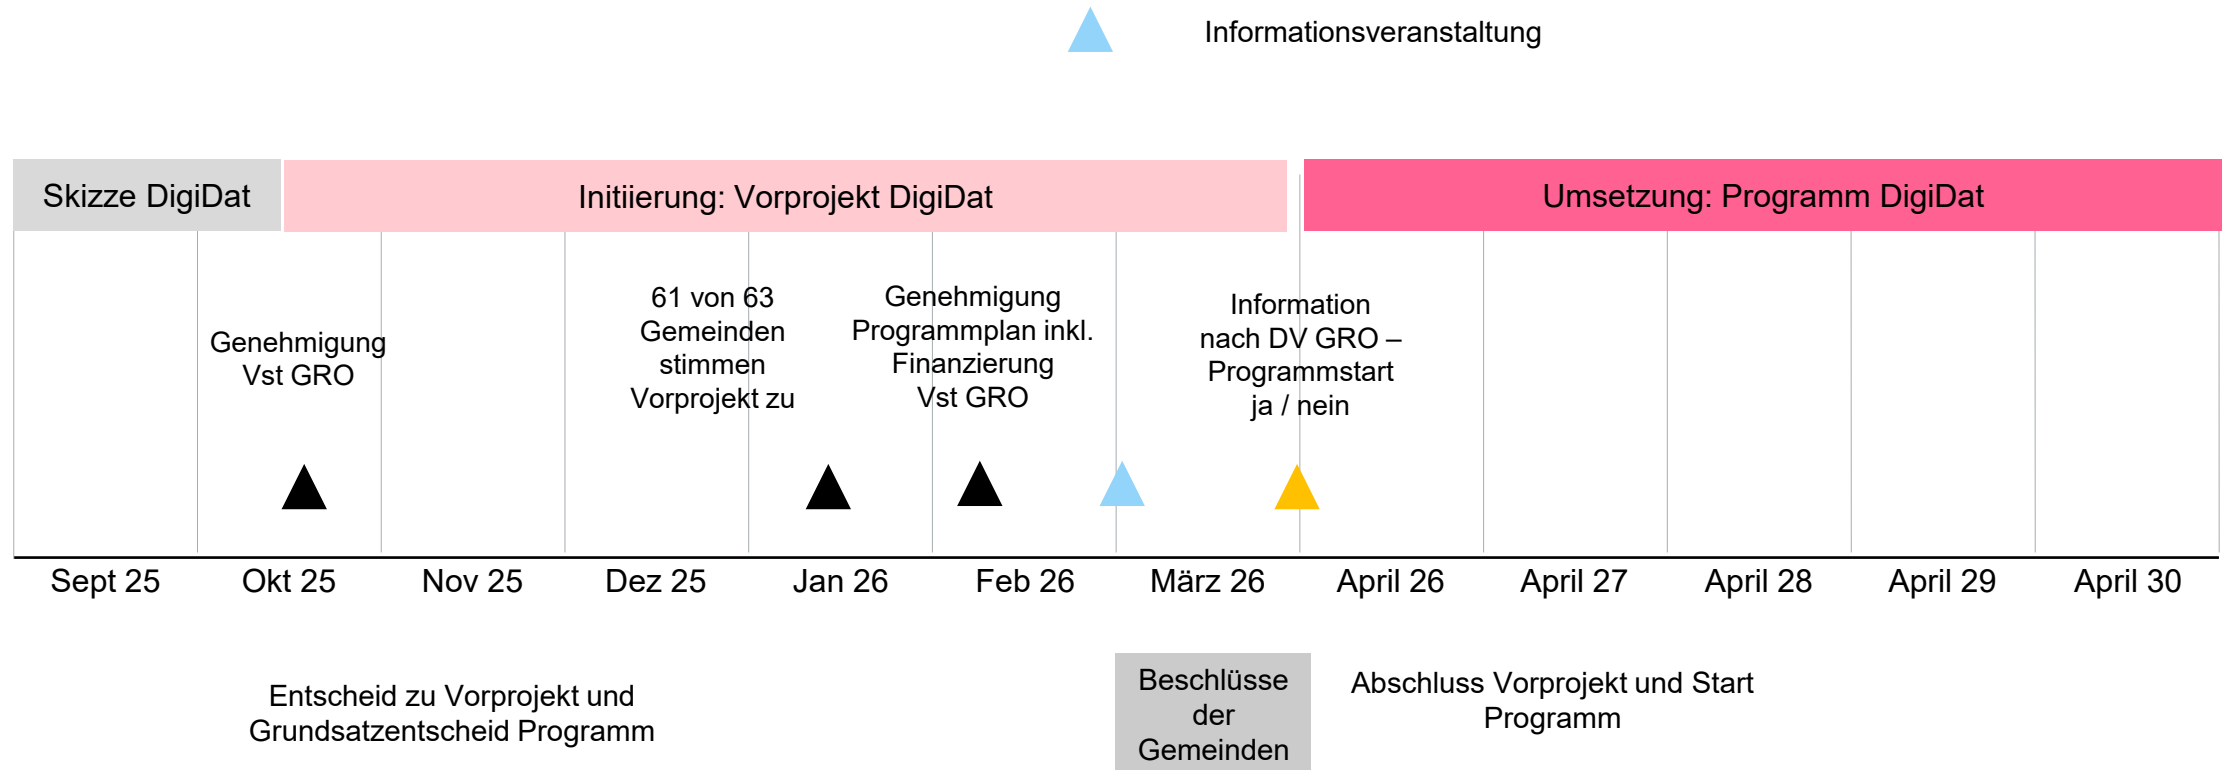 Informationsveranstaltung
Skizze DigiDat
Initiierung: Vorprojekt DigiDat
Umsetzung: Programm DigiDat
Genehmigung
Vst GRO
61 von 63
Gemeinden
stimmen
Vorprojekt zu
Genehmigung
Programmplan inkl.
Finanzierung
Vst GRO
Information
nach DV GRO –
Programmstart
ja / nein
Sept 25
Okt 25
Nov 25
Dez 25
Jan 26
Feb 26
März 26
April 26
April 27
April 28
April 29
April 30
Entscheid zu Vorprojekt und
Grundsatzentscheid Programm
Beschlüsse
der
Gemeinden
Abschluss Vorprojekt und Start
Programm